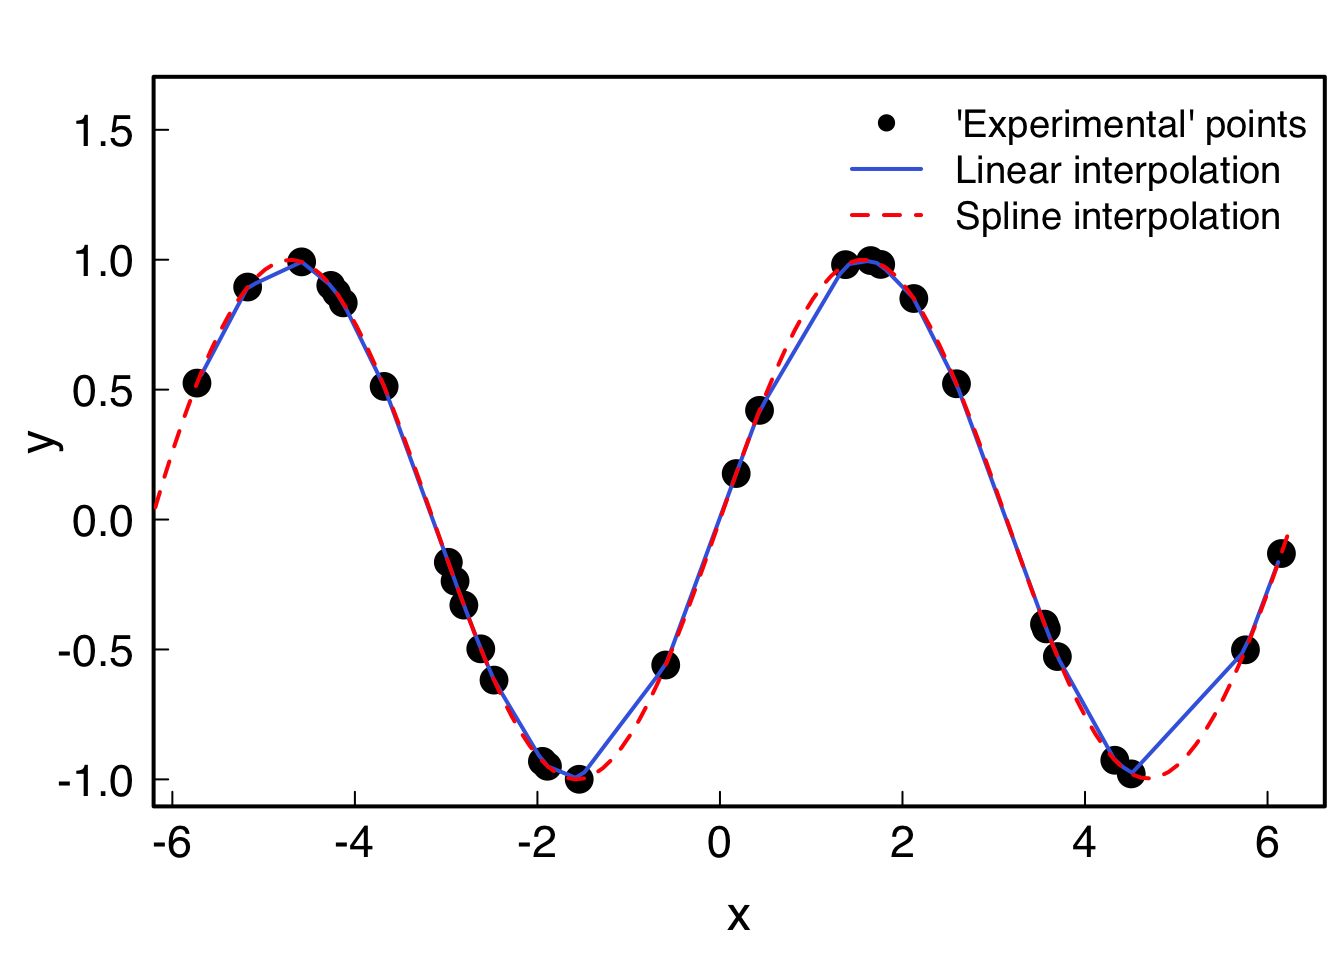 'Experimental' points
Linear interpolation
Spline interpolation
1.5
1.0
0.5
0.0
-0.5
-1.0
y
-6 -4 -2 0 2 4 6
x